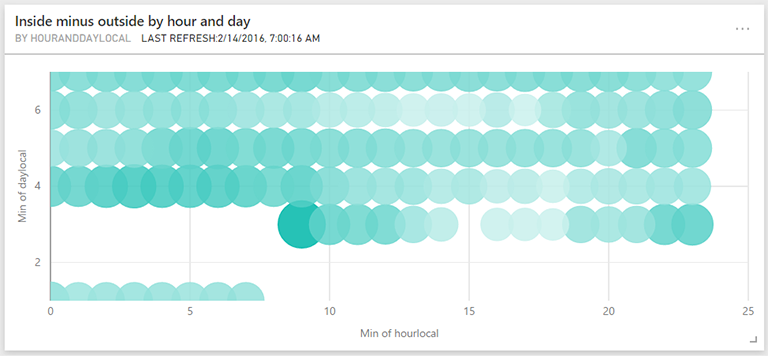 Inside minus outside by hour and day
BY HOURANDDAYLOCAL LAST REFRESH:2/14/2016, 7:00:16 AM
6
4
2
Min of daylocal
0 5 10 15 20 25
Min of hourlocal